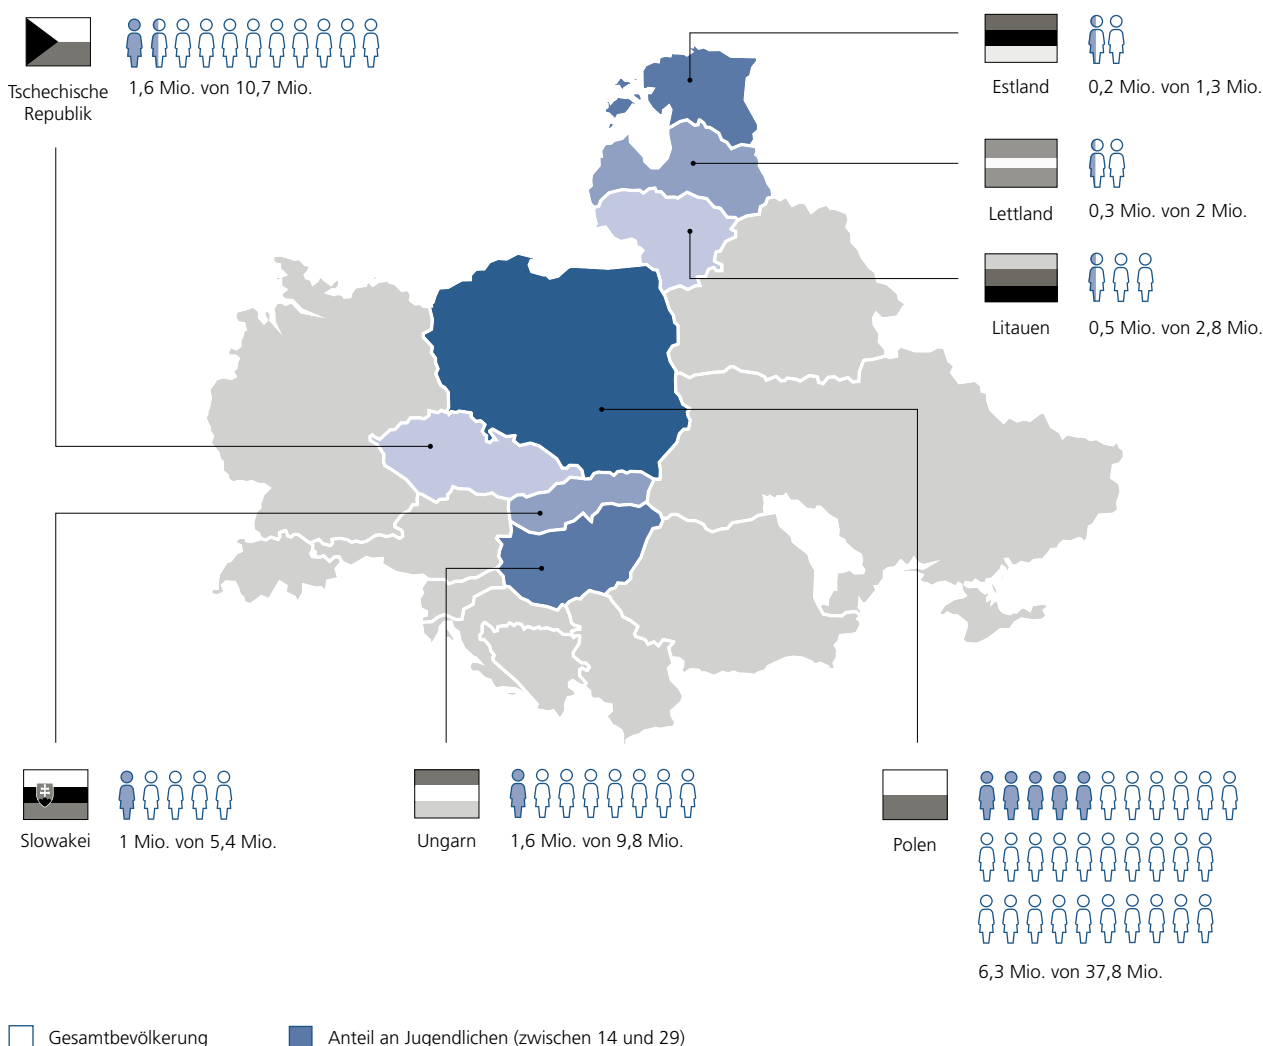 Tschechische
Republik
1,6 Mio. von 10,7 Mio.
Estland
0,2 Mio. von 1,3 Mio.
Lettland
0,3 Mio. von 2 Mio.
Litauen
0,5 Mio. von 2,8 Mio.
Slowakei
1 Mio. von 5,4 Mio.
Ungarn
1,6 Mio. von 9,8 Mio.
Polen
6,3 Mio. von 37,8 Mio.
Gesamtbevölkerung
Anteil an Jugendlichen (zwischen 14 und 29)